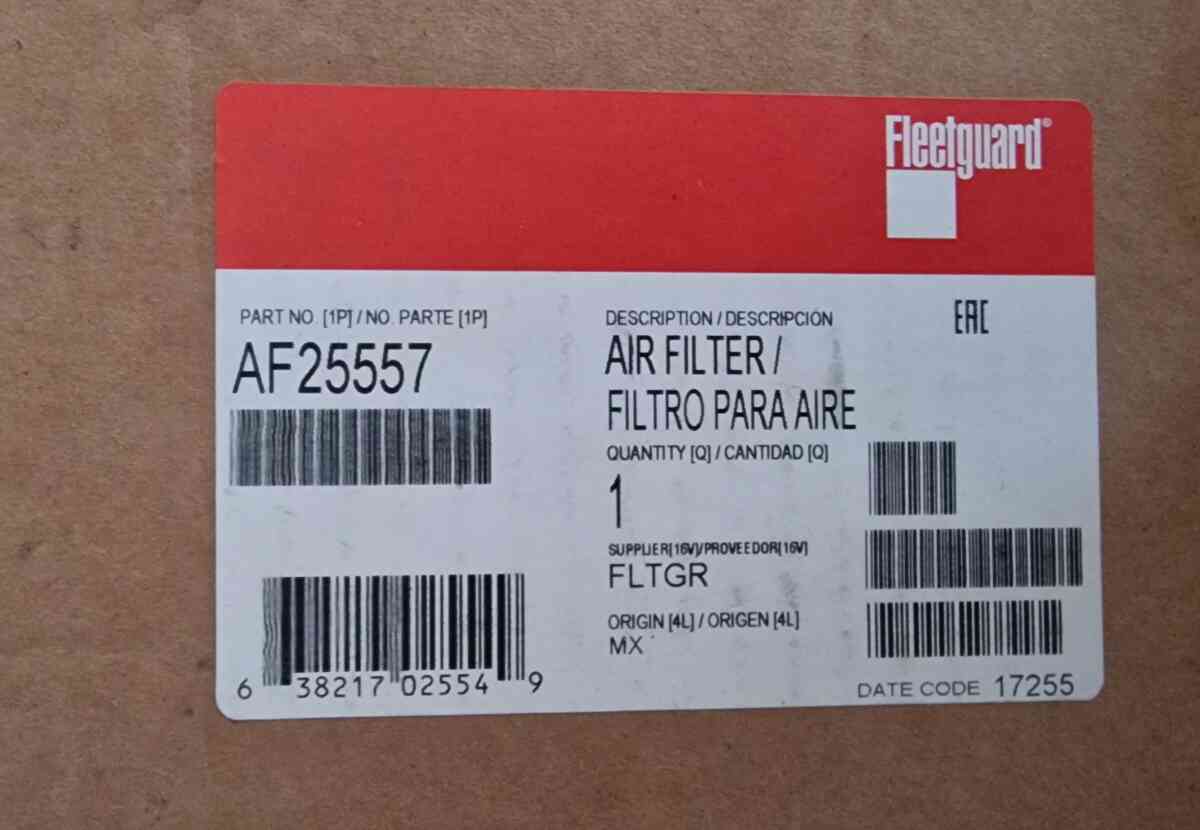 Fleetguard®
PART NO. [1P] / NO. PARTE [1P]
AF25557
6 38217 02554 9
DESCRIPTION / DESCRIPCIÓN
EAC
AIR FILTER /
FILTRO PARA AIRE
QUANTITY [Q] / CANTIDAD [Q]
1
SUPPLIER[16V]/PROVEEDOR[16V]
FLTGR
ORIGIN [4L] / ORIGEN [4L]
MX
DATE CODE 17255